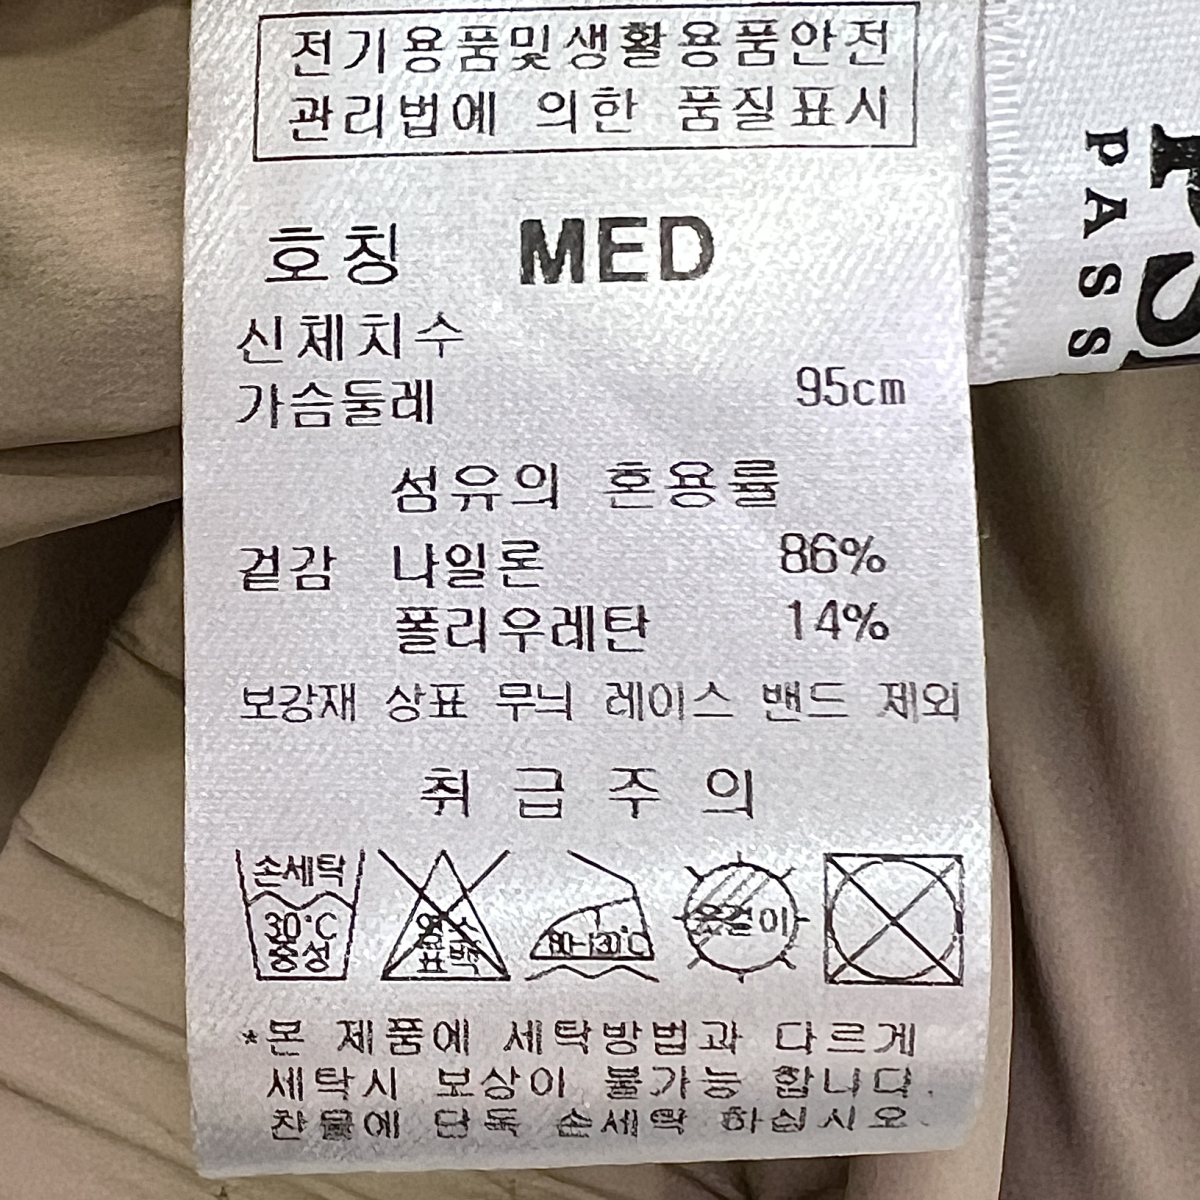 전기용품및생활용품안전
관리법에 의한 품질표시
호칭 MED
신체치수
가슴둘레 95cm
섬유의 혼용률
겉감 나일론 86%
폴리우레탄 14%
보강재 상표 무늬 레이스 밴드 제외
취급주의
손세탁
30°C
중성
염소
표백
80~130°C
옷걸이
*본 제품에 세탁방법과 다르게
세탁시 보상이 불가능 합니다.
찬물에 단독 손세탁 하십시오.
PASS